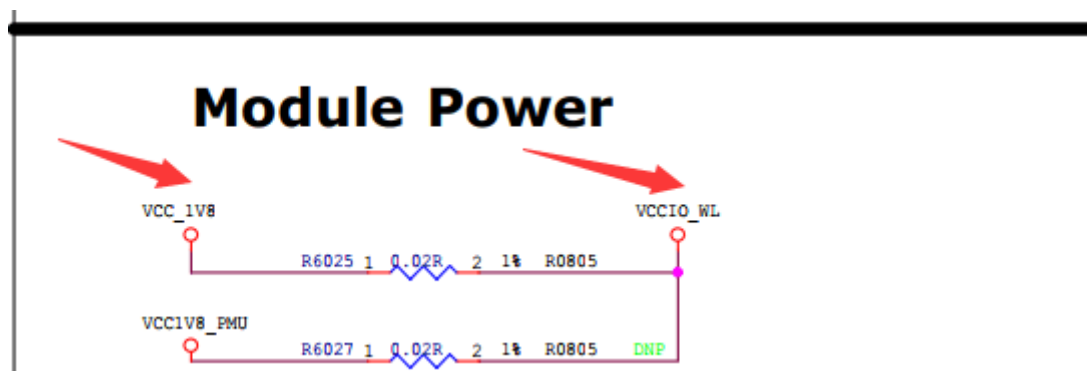 Module Power
VCC_1V8 VCCIO_WL
R6025 1 0.02R 2 1% R0805
VCC1V8_PMU
R6027 1 0.02R 2 1% R0805 DNP